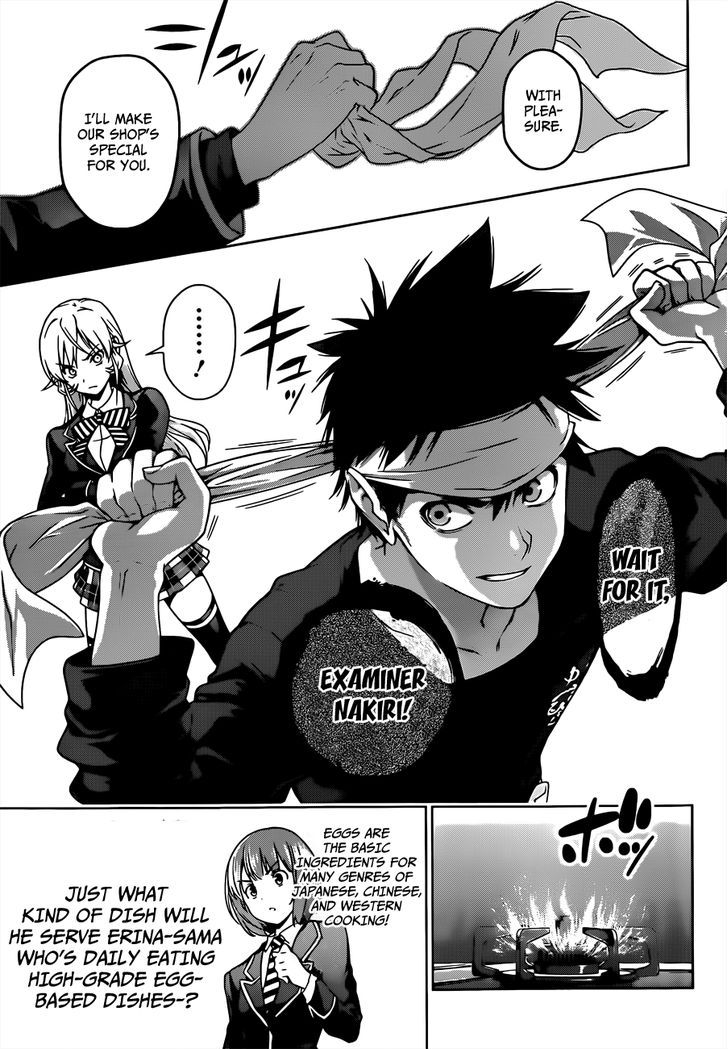 WITH
PLEA-
SURE.
I'LL MAKE
OUR SHOP'S
SPECIAL
FOR YOU.
......!
WAIT
FOR IT,
EXAMINER
NAKIRI!
ボッ
EGGS ARE
THE BASIC
INGREDIENTS FOR
MANY GENRES OF
JAPANESE, CHINESE,
AND WESTERN
COOKING!
JUST WHAT
KIND OF DISH WILL
HE SERVE ERINA-SAMA
WHO'S DAILY EATING
HIGH-GRADE EGG-
BASED DISHES-?